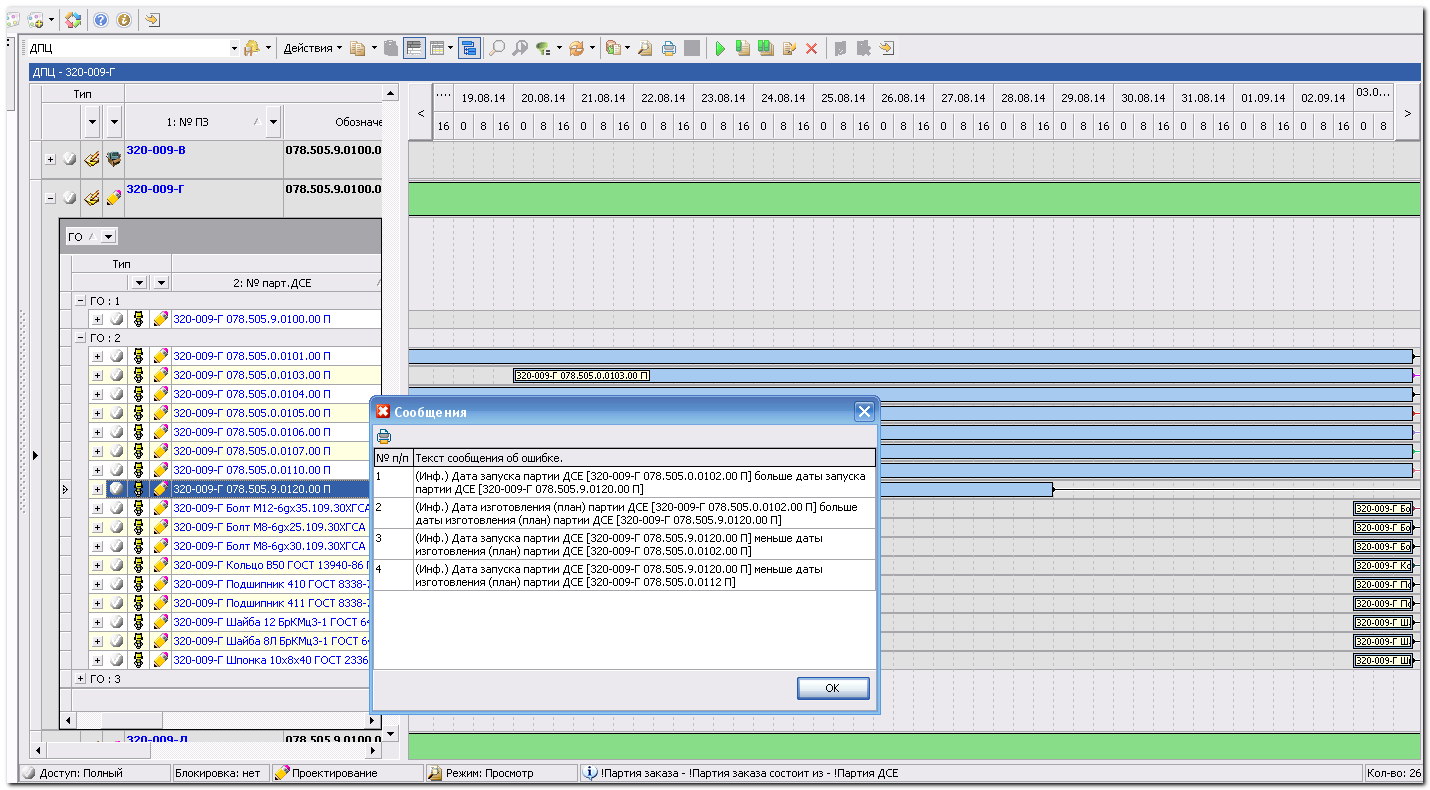 ДПЦ
Действия
ДПЦ - 320-009-Г
Тип
1: № ПЗ
Обозначе
< .... 19.08.14 20.08.14 21.08.14 22.08.14 23.08.14 24.08.14 25.08.14 26.08.14 27.08.14 28.08.14 29.08.14 30.08.14 31.08.14 01.09.14 02.09.14 03.0... >
16 0 8 16 0 8 16 0 8 16 0 8 16 0 8 16 0 8 16 0 8 16 0 8 16 0 8 16 0 8 16 0 8 16 0 8 16 0 8 16 0 8 16 0 8 16 0 8
320-009-В 078.505.9.0100.0
320-009-Г 078.505.9.0100.0
ГО
Тип
2: № парт.ДСЕ
ГО : 1
320-009-Г 078.505.9.0100.00 П
ГО : 2
320-009-Г 078.505.0.0101.00 П
320-009-Г 078.505.0.0103.00 П 320-009-Г 078.505.0.0103.00 П
320-009-Г 078.505.0.0104.00 П
320-009-Г 078.505.0.0105.00 П
320-009-Г 078.505.0.0106.00 П
320-009-Г 078.505.0.0107.00 П
320-009-Г 078.505.0.0110.00 П
320-009-Г 078.505.9.0120.00 П
320-009-Г Болт М12-6gx35.109.30ХГСА 320-009-Г Бо
320-009-Г Болт М8-6gx25.109.30ХГСА 320-009-Г Бо
320-009-Г Болт М8-6gx30.109.30ХГСА 320-009-Г Бо
320-009-Г Кольцо В50 ГОСТ 13940-86 320-009-Г Ко
320-009-Г Подшипник 410 ГОСТ 8338-7 320-009-Г По
320-009-Г Подшипник 411 ГОСТ 8338-7 320-009-Г По
320-009-Г Шайба 12 БрКМц3-1 ГОСТ 64 320-009-Г Ш
320-009-Г Шайба 8Л БрКМц3-1 ГОСТ 64 320-009-Г Ш
320-009-Г Шпонка 10х8х40 ГОСТ 2336 320-009-Г Ш
ГО : 3
320-009-Д 078.505.9.0100.0
Сообщения
№ п/п Текст сообщения об ошибке.
1 (Инф.) Дата запуска партии ДСЕ [320-009-Г 078.505.0.0102.00 П] больше даты запуска
партии ДСЕ [320-009-Г 078.505.9.0120.00 П]
2 (Инф.) Дата изготовления (план) партии ДСЕ [320-009-Г 078.505.0.0102.00 П] больше
даты изготовления (план) партии ДСЕ [320-009-Г 078.505.9.0120.00 П]
3 (Инф.) Дата запуска партии ДСЕ [320-009-Г 078.505.9.0120.00 П] меньше даты
изготовления (план) партии ДСЕ [320-009-Г 078.505.0.0102.00 П]
4 (Инф.) Дата запуска партии ДСЕ [320-009-Г 078.505.9.0120.00 П] меньше даты
изготовления (план) партии ДСЕ [320-009-Г 078.505.0.0112 П]
OK
Доступ: Полный Блокировка: нет Проектирование Режим: Просмотр !Партия заказа - !Партия заказа состоит из - !Партия ДСЕ Кол-во: 26